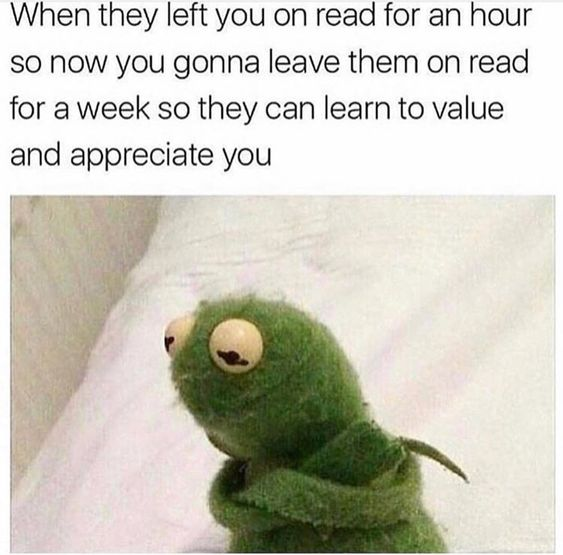 When they left you on read for an hour
so now you gonna leave them on read
for a week so they can learn to value
and appreciate you